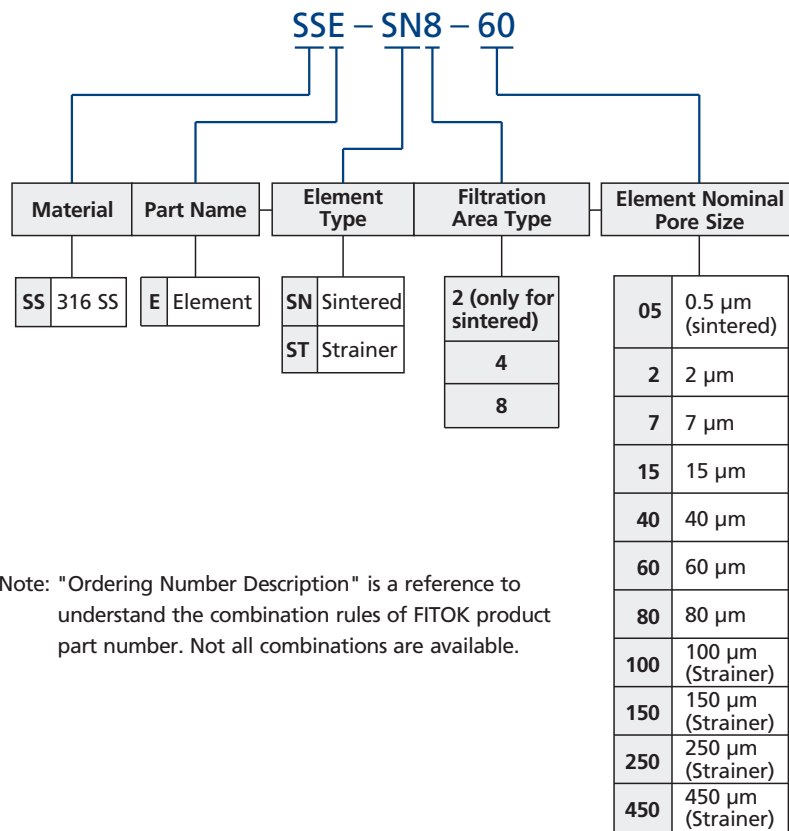 SSE – SN8 – 60
Material
Part Name
Element
Type
Filtration
Area Type
Element Nominal
Pore Size
SS 316 SS
E Element
SN Sintered
ST Strainer
2 (only for
sintered)
4
8
05 0.5 µm
(sintered)
2 2 µm
7 7 µm
15 15 µm
40 40 µm
60 60 µm
80 80 µm
100 100 µm
(Strainer)
150 150 µm
(Strainer)
250 250 µm
(Strainer)
450 450 µm
(Strainer)
Note: "Ordering Number Description" is a reference to
understand the combination rules of FITOK product
part number. Not all combinations are available.